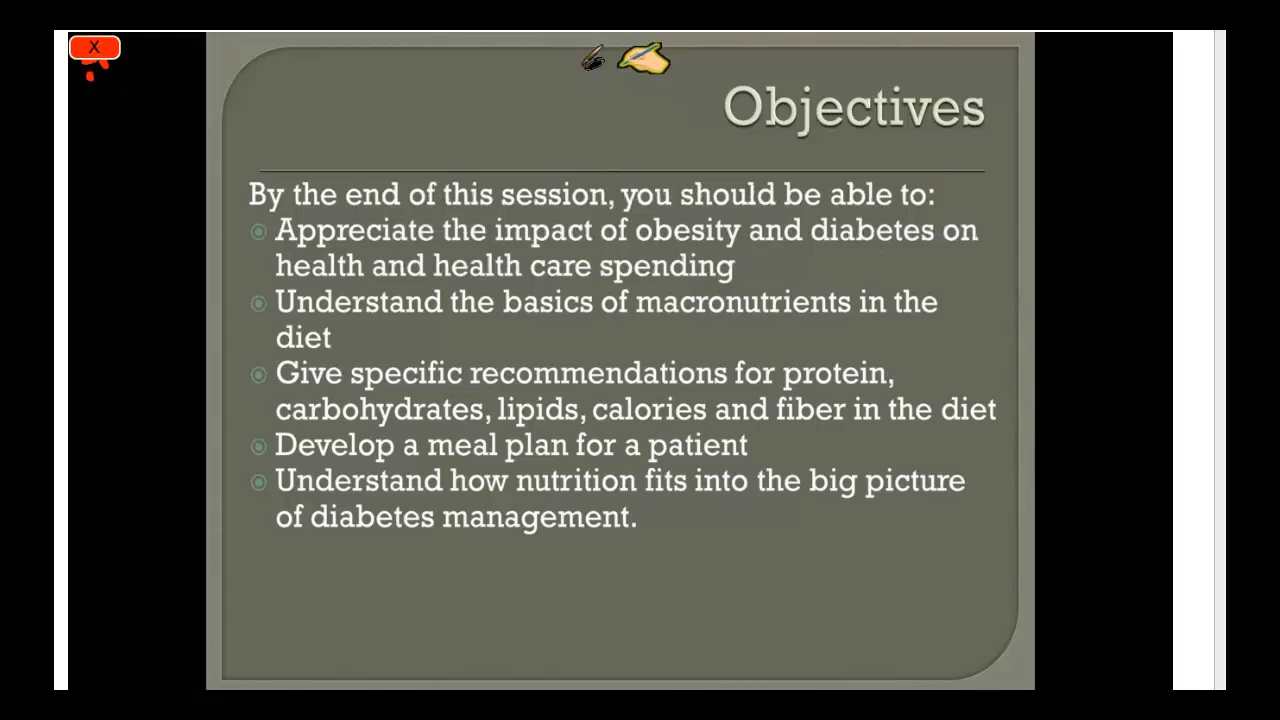 X
Objectives
By the end of this session, you should be able to:
Appreciate the impact of obesity and diabetes on
health and health care spending
Understand the basics of macronutrients in the
diet
Give specific recommendations for protein,
carbohydrates, lipids, calories and fiber in the diet
Develop a meal plan for a patient
Understand how nutrition fits into the big picture
of diabetes management.